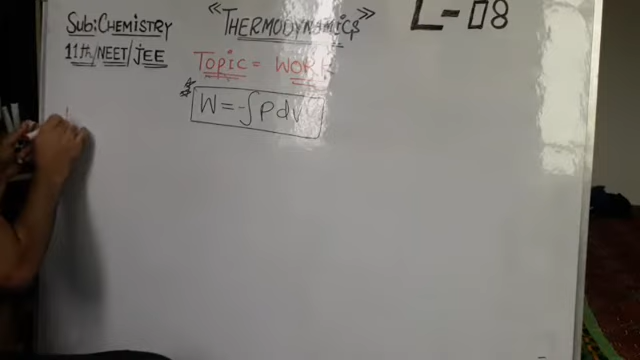 Sub: CHEMISTRY
11th/NEET/JEE
«THERMODYNAMICS»
L-08
Topic = WORK
W = -∫PdV